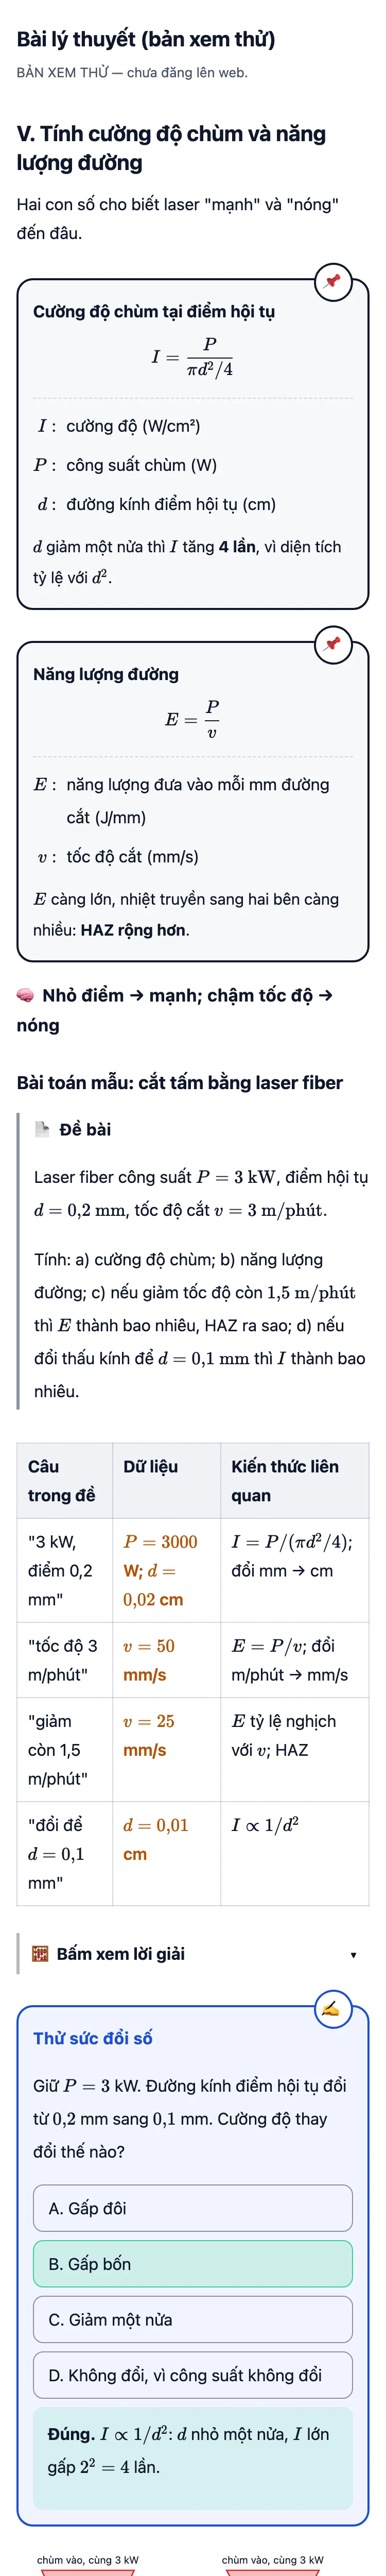 Bài lý thuyết (bản xem thử)
BẢN XEM THỬ — chưa đăng lên web.
V. Tính cường độ chùm và năng
lượng đường
Hai con số cho biết laser "mạnh" và "nóng"
đến đâu.
Cường độ chùm tại điểm hội tụ
I = P / (πd²/4)
I : cường độ (W/cm²)
P : công suất chùm (W)
d : đường kính điểm hội tụ (cm)
d giảm một nửa thì I tăng 4 lần, vì diện tích
tỷ lệ với d².
Năng lượng đường
E = P / v
E : năng lượng đưa vào mỗi mm đường
cắt (J/mm)
v : tốc độ cắt (mm/s)
E càng lớn, nhiệt truyền sang hai bên càng
nhiều: HAZ rộng hơn.
🧠 Nhỏ điểm → mạnh; chậm tốc độ →
nóng
Bài toán mẫu: cắt tấm bằng laser fiber
Đề bài
Laser fiber công suất P = 3 kW, điểm hội tụ
d = 0,2 mm, tốc độ cắt v = 3 m/phút.
Tính: a) cường độ chùm; b) năng lượng
đường; c) nếu giảm tốc độ còn 1,5 m/phút
thì E thành bao nhiêu, HAZ ra sao; d) nếu
đổi thấu kính để d = 0,1 mm thì I thành bao
nhiêu.
Câu trong đề | Dữ liệu | Kiến thức liên quan
"3 kW, điểm 0,2 mm" | P = 3000 W; d = 0,02 cm | I = P/(πd²/4); đổi mm → cm
"tốc độ 3 m/phút" | v = 50 mm/s | E = P/v; đổi m/phút → mm/s
"giảm còn 1,5 m/phút" | v = 25 mm/s | E tỷ lệ nghịch với v; HAZ
"đổi để d = 0,1 mm" | d = 0,01 cm | I ∝ 1/d²
🧮 Bấm xem lời giải ▼
Thử sức đổi số
Giữ P = 3 kW. Đường kính điểm hội tụ đổi
từ 0,2 mm sang 0,1 mm. Cường độ thay
đổi thế nào?
A. Gấp đôi
B. Gấp bốn
C. Giảm một nửa
D. Không đổi, vì công suất không đổi
Đúng. I ∝ 1/d²: d nhỏ một nửa, I lớn
gấp 2² = 4 lần.
chùm vào, cùng 3 kW
chùm vào, cùng 3 kW